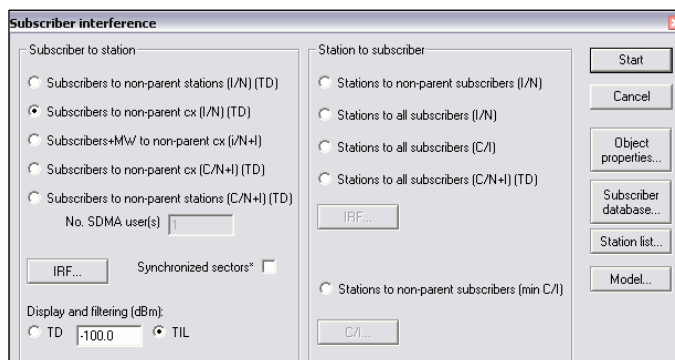 Subscriber interference
Subscriber to station
Subscribers to non-parent stations (I/N) (TD)
Subscribers to non-parent cx (I/N) (TD)
Subscribers+MW to non-parent cx (i/N+I)
Subscribers to non-parent cx (C/N+I) (TD)
Subscribers to non-parent stations (C/N+I) (TD)
No. SDMA user(s) 1
IRF... Synchronized sectors*
Display and filtering (dBm):
TD -100.0 TIL
Station to subscriber
Stations to non-parent subscribers (I/N)
Stations to all subscribers (I/N)
Stations to all subscribers (C/I)
Stations to all subscribers (C/N+I) (TD)
IRF...
Stations to non-parent subscribers (min C/I)
C/I...
Start
Cancel
Object
properties...
Subscriber
database...
Station list...
Model...